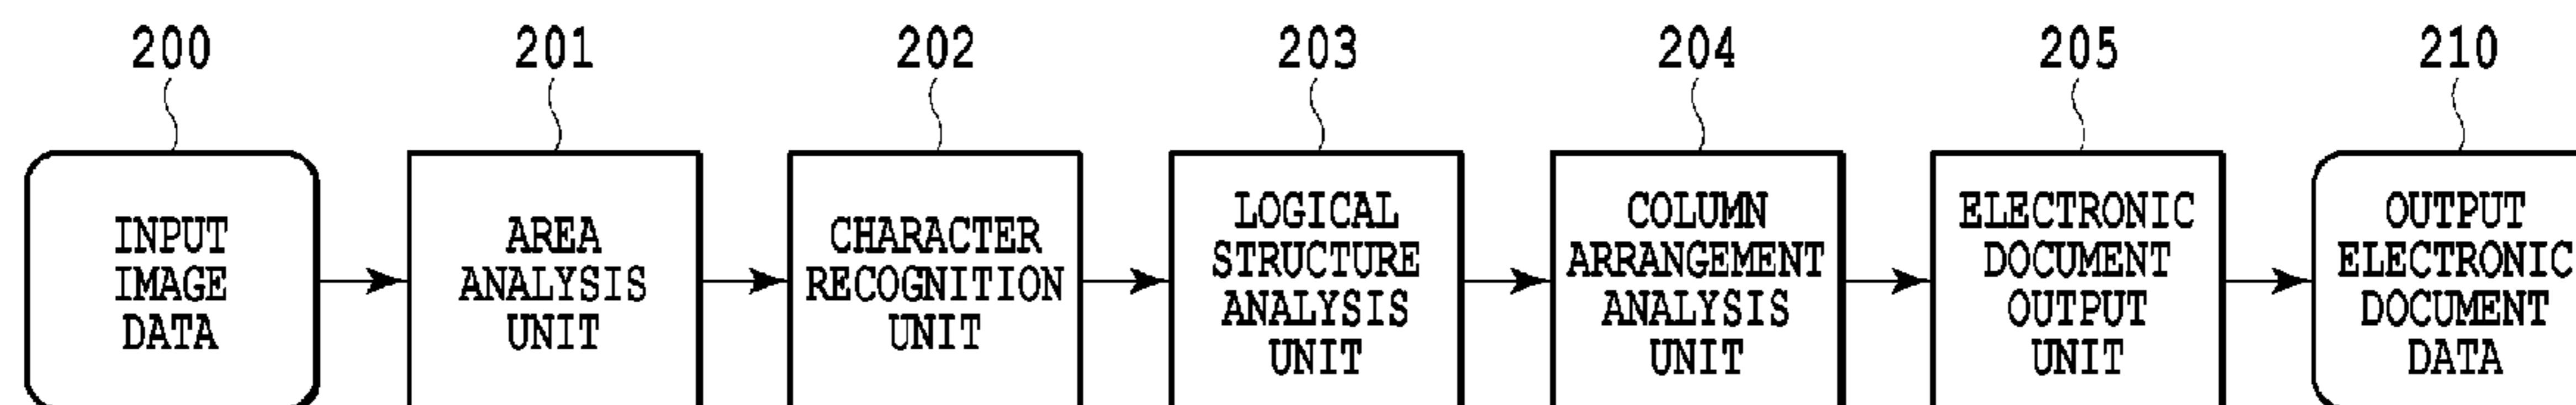 200
201
202
203
204
205
210
INPUT
IMAGE
DATA
AREA
ANALYSIS
UNIT
CHARACTER
RECOGNITION
UNIT
LOGICAL
STRUCTURE
ANALYSIS
UNIT
COLUMN
ARRANGEMENT
ANALYSIS
UNIT
ELECTRONIC
DOCUMENT
OUTPUT
UNIT
OUTPUT
ELECTRONIC
DOCUMENT
DATA